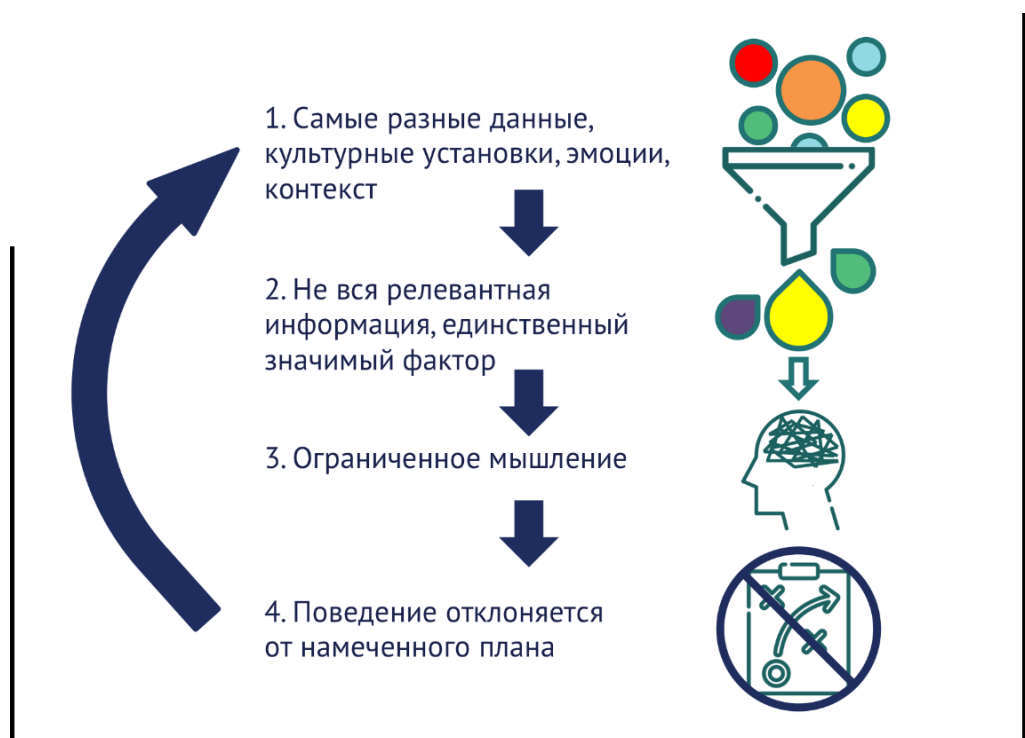 1. Самые разные данные,
культурные установки, эмоции,
контекст
2. Не вся релевантная
информация, единственный
значимый фактор
3. Ограниченное мышление
4. Поведение отклоняется
от намеченного плана